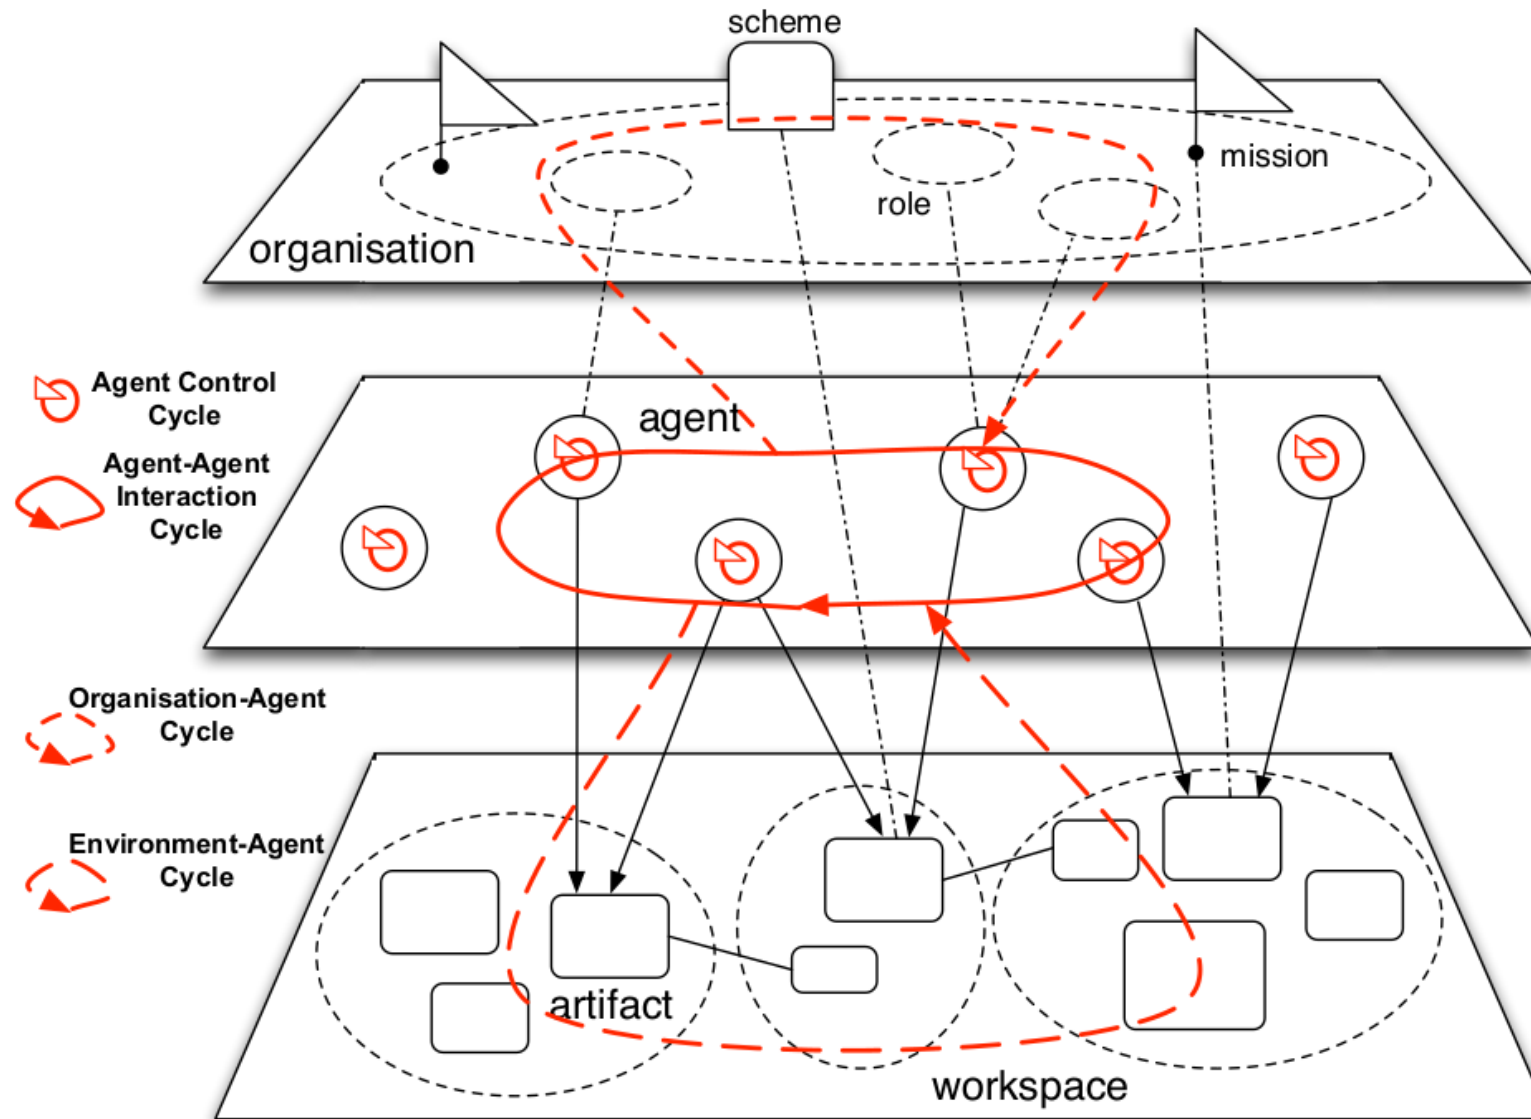 scheme
mission
role
organisation
Agent Control
Cycle
agent
Agent-Agent
Interaction
Cycle
Organisation-Agent
Cycle
Environment-Agent
Cycle
artifact
workspace